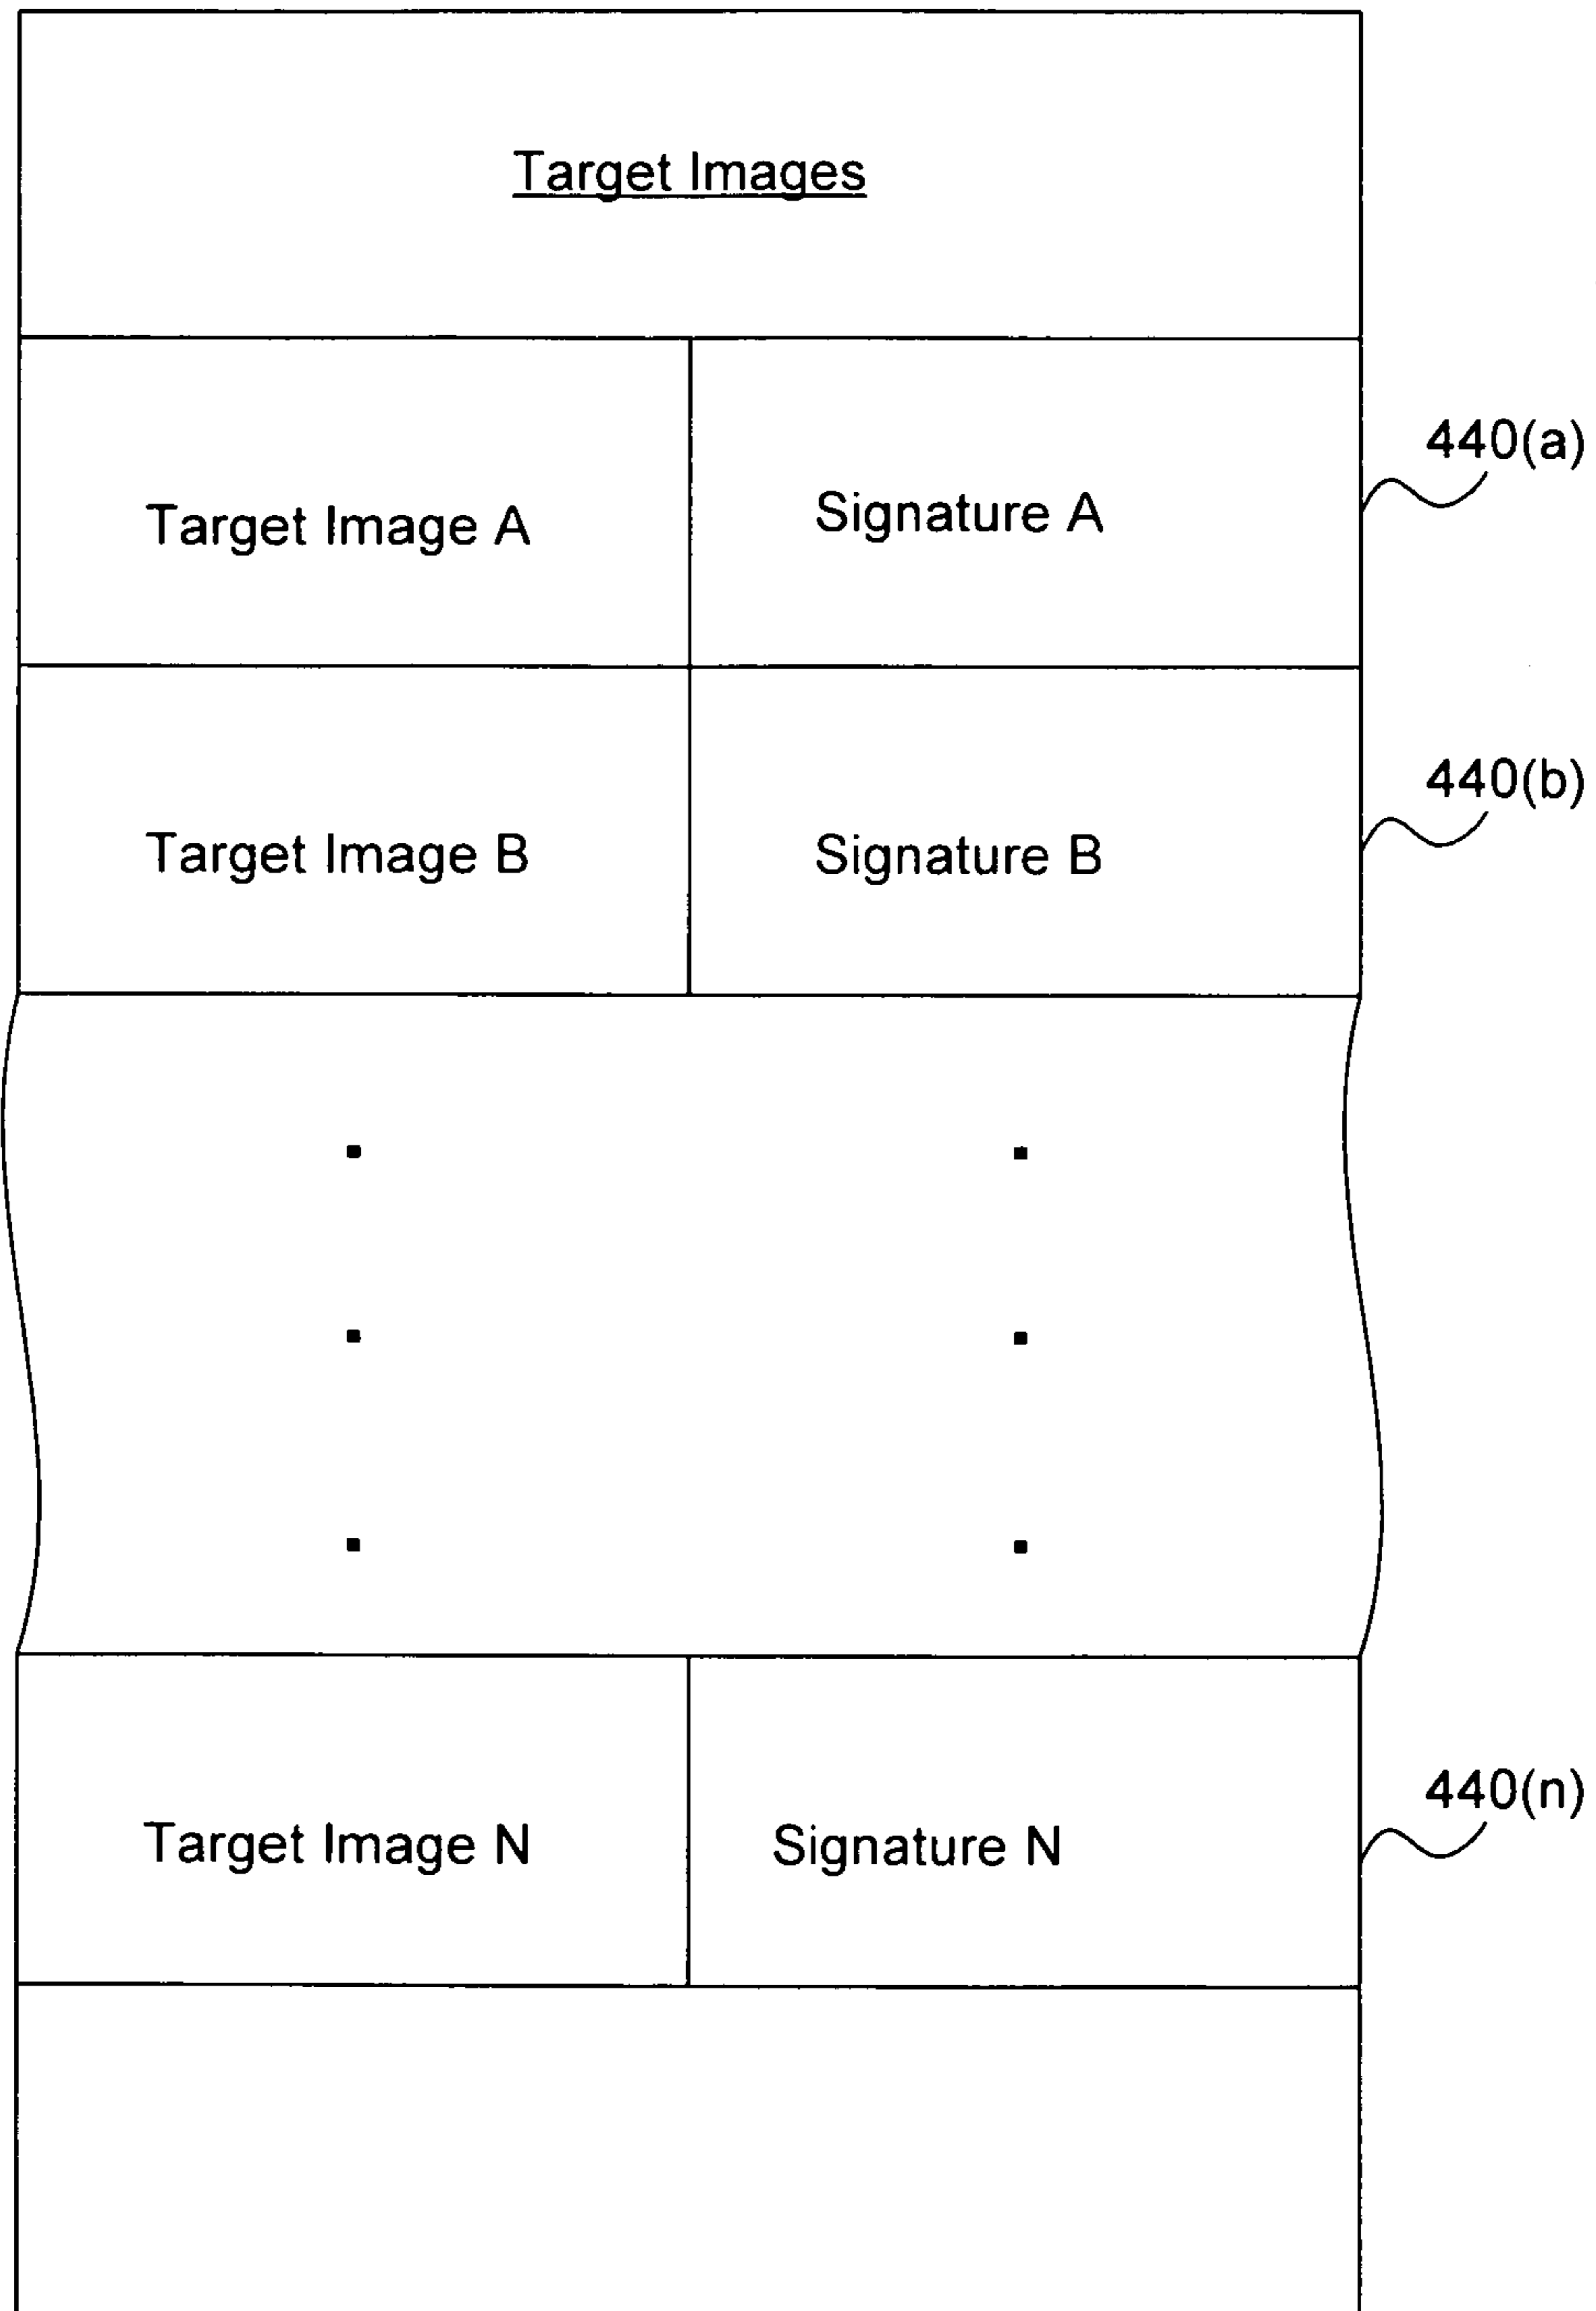 Target Images
440(a)
Target Image A
Signature A
440(b)
Target Image B
Signature B
440(n)
Target Image N
Signature N